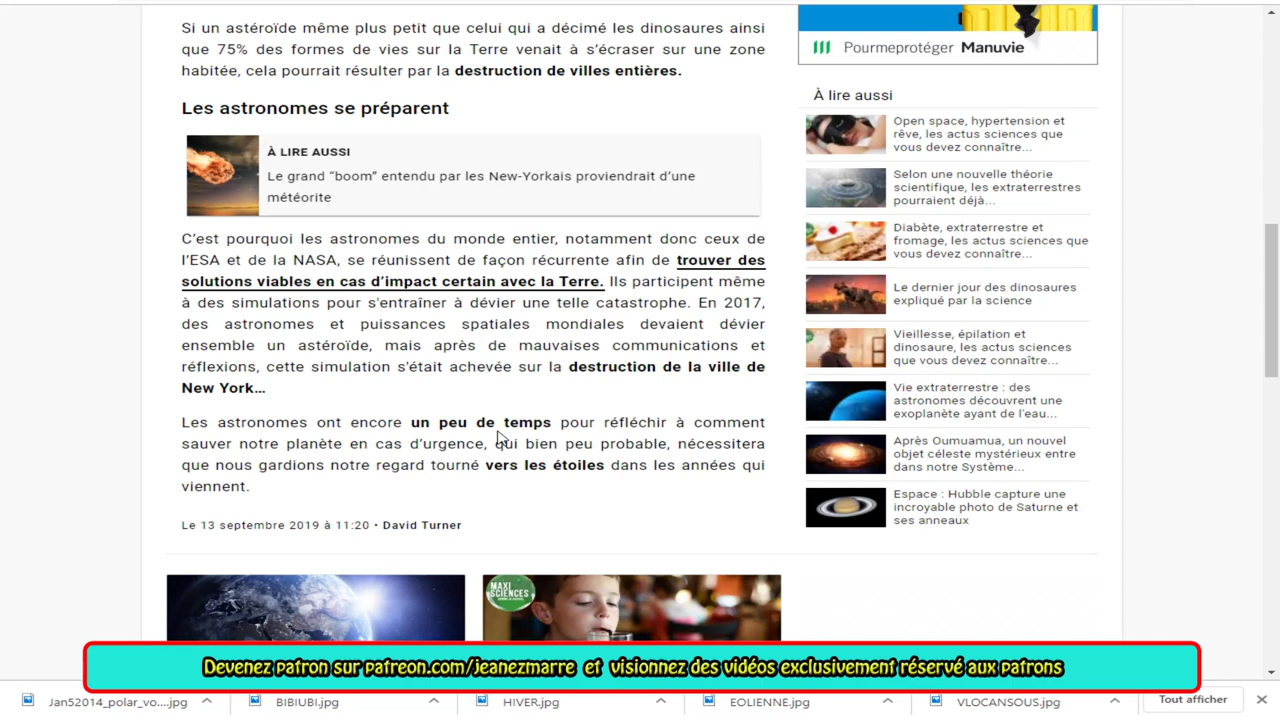 Si un astéroïde même plus petit que celui qui a décimé les dinosaures ainsi
que 75% des formes de vies sur la Terre venait à s’écraser sur une zone
habitée, cela pourrait résulter par la destruction de villes entières.
Les astronomes se préparent
À LIRE AUSSI
Le grand “boom” entendu par les New-Yorkais proviendrait d’une
météorite
C’est pourquoi les astronomes du monde entier, notamment donc ceux de
l’ESA et de la NASA, se réunissent de façon récurrente afin de trouver des
solutions viables en cas d’impact certain avec la Terre. Ils participent même
à des simulations pour s'entraîner à dévier une telle catastrophe. En 2017,
des astronomes et puissances spatiales mondiales devaient dévier
ensemble un astéroïde, mais après de mauvaises communications et
réflexions, cette simulation s'était achevée sur la destruction de la ville de
New York…
Les astronomes ont encore un peu de temps pour réfléchir à comment
sauver notre planète en cas d’urgence, qui bien peu probable, nécessitera
que nous gardions notre regard tourné vers les étoiles dans les années qui
viennent.
Le 13 septembre 2019 à 11:20 • David Turner
MAXI
SCIENCES
Pourmeprotéger Manuvie
À lire aussi
Open space, hypertension et
rêve, les actus sciences que
vous devez connaître...
Selon une nouvelle théorie
scientifique, les extraterrestres
pourraient déjà...
Diabète, extraterrestre et
fromage, les actus sciences que
vous devez connaître...
Le dernier jour des dinosaures
expliqué par la science
Vieillesse, épilation et
dinosaure, les actus sciences
que vous devez connaître...
Vie extraterrestre : des
astronomes découvrent une
exoplanète ayant de l'eau...
Après Oumuamua, un nouvel
objet céleste mystérieux entre
dans notre Système...
Espace : Hubble capture une
incroyable photo de Saturne et
ses anneaux
Devenez patron sur patreon.com/jeanezmarre et visionnez des vidéos exclusivement réservé aux patrons
Jan52014_polar_vo....jpg
BIBIUBI.jpg
HIVER.jpg
EOLIENNE.jpg
VLOCANSOUS.jpg
Tout afficher